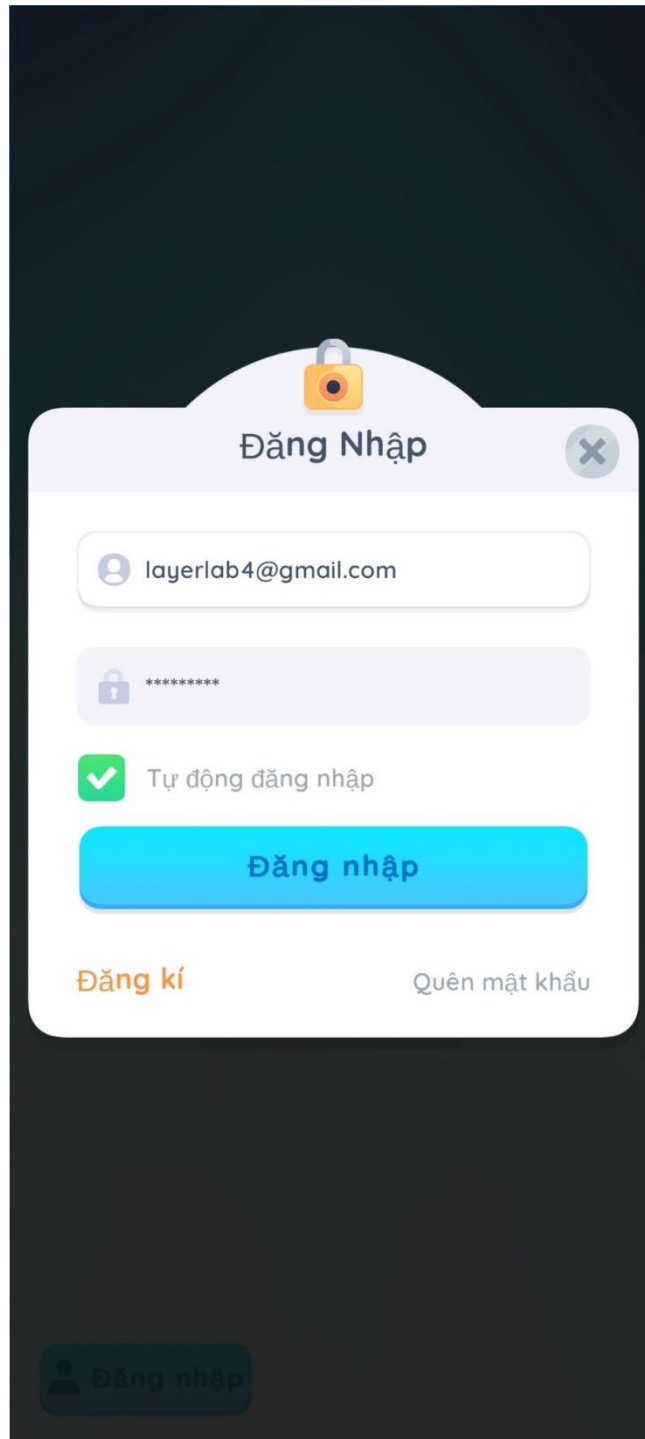 Đăng Nhập
layerlab4@gmail.com
*********
Tự động đăng nhập
Đăng nhập
Đăng kí
Quên mật khẩu
Đăng nhập